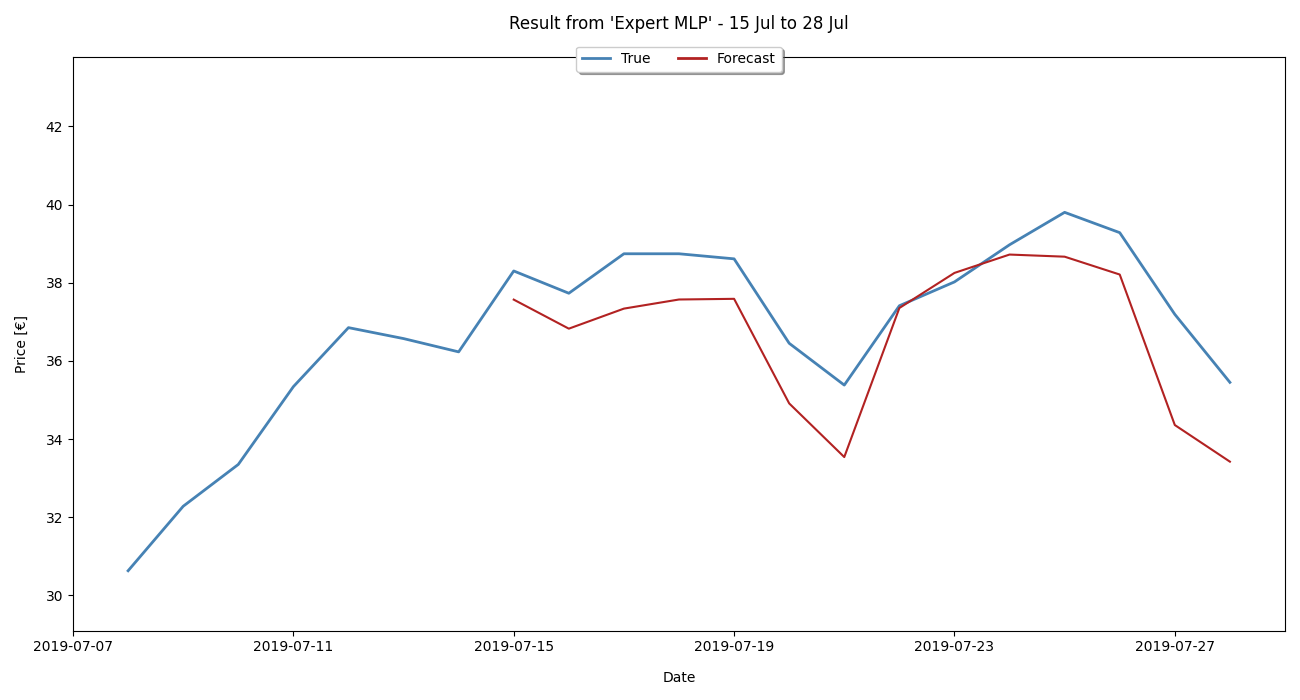 Result from 'Expert MLP' - 15 Jul to 28 Jul
True Forecast
42
40
38
36
34
32
30
Price [€]
2019-07-07 2019-07-11 2019-07-15 2019-07-19 2019-07-23 2019-07-27
Date